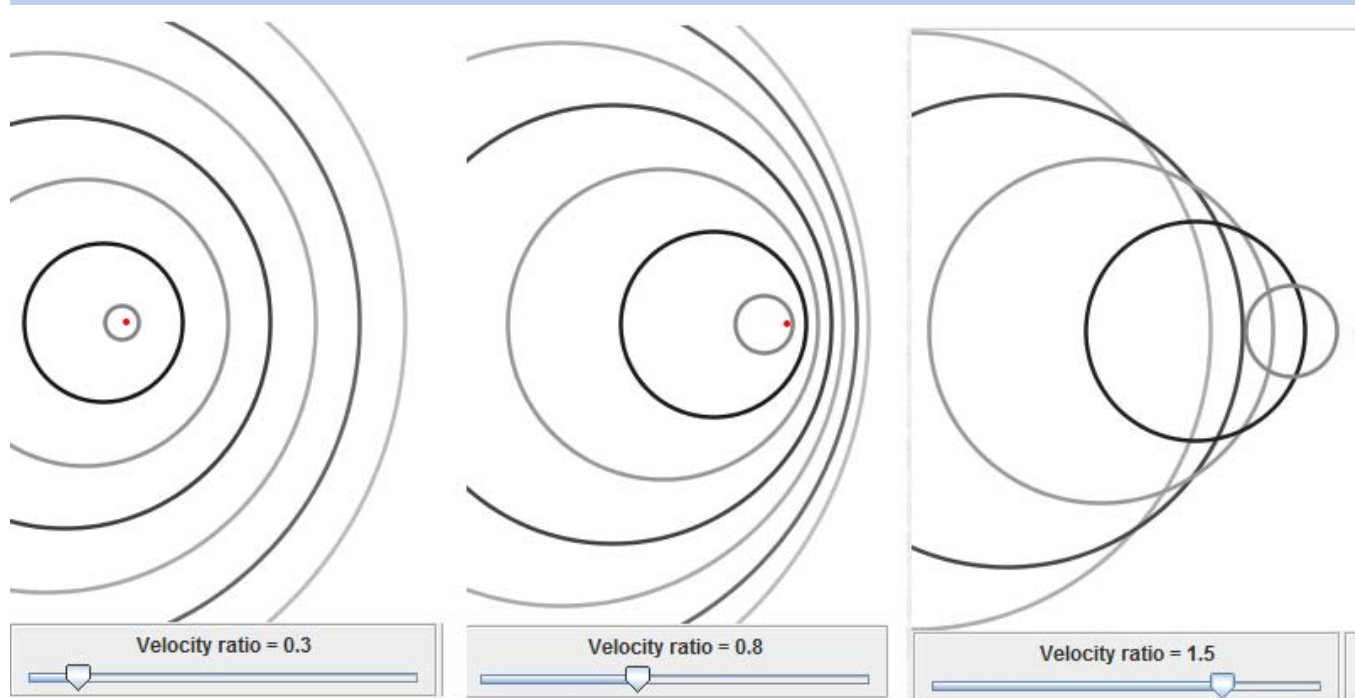 Velocity ratio = 0.3
Velocity ratio = 0.8
Velocity ratio = 1.5